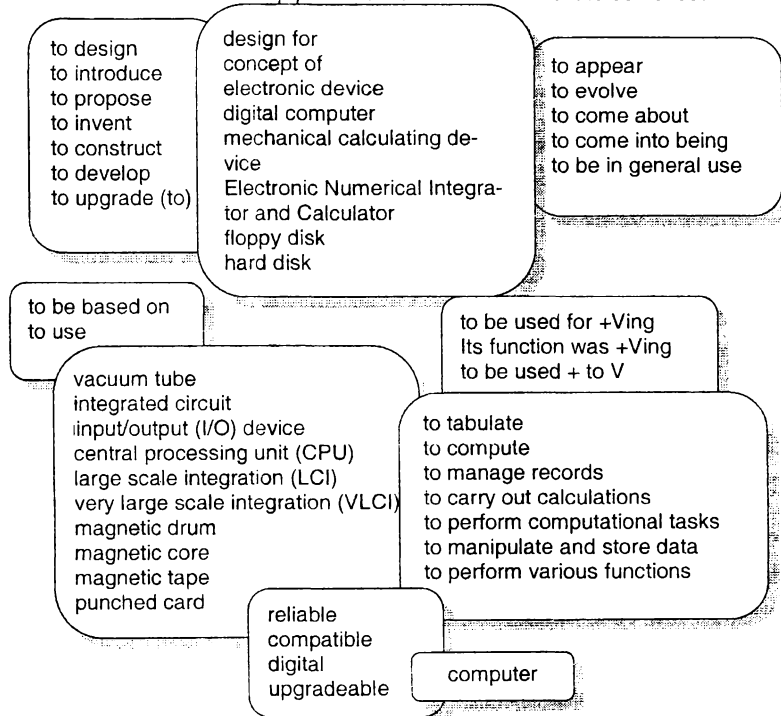 to design
to introduce
to propose
to invent
to construct
to develop
to upgrade (to)
design for
concept of
electronic device
digital computer
mechanical calculating de-
vice
Electronic Numerical Integra-
tor and Calculator
floppy disk
hard disk
to appear
to evolve
to come about
to come into being
to be in general use
to be based on
to use
vacuum tube
integrated circuit
input/output (I/O) device
central processing unit (CPU)
large scale integration (LCI)
very large scale integration (VLCI)
magnetic drum
magnetic core
magnetic tape
punched card
to be used for +Ving
Its function was +Ving
to be used + to V
to tabulate
to compute
to manage records
to carry out calculations
to perform computational tasks
to manipulate and store data
to perform various functions
reliable
compatible
digital
upgradeable
computer